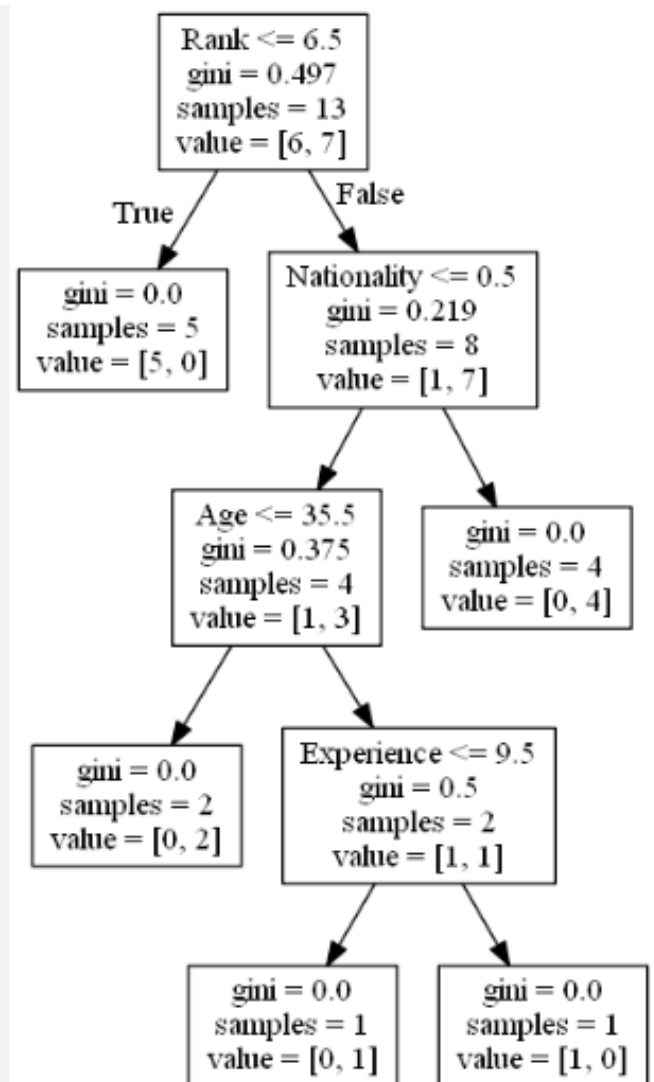 Rank <= 6.5
gini = 0.497
samples = 13
value = [6, 7]
True
False
gini = 0.0
samples = 5
value = [5, 0]
Nationality <= 0.5
gini = 0.219
samples = 8
value = [1, 7]
Age <= 35.5
gini = 0.375
samples = 4
value = [1, 3]
gini = 0.0
samples = 4
value = [0, 4]
gini = 0.0
samples = 2
value = [0, 2]
Experience <= 9.5
gini = 0.5
samples = 2
value = [1, 1]
gini = 0.0
samples = 1
value = [0, 1]
gini = 0.0
samples = 1
value = [1, 0]